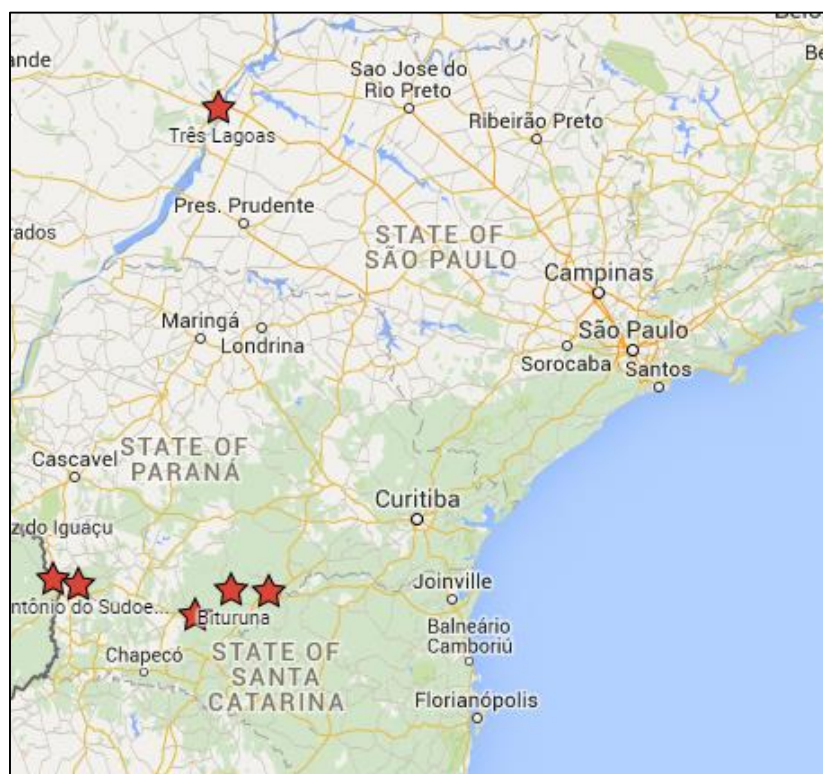 Belo
ande
Be
Sao Jose do
Rio Preto
Ribeirão Preto
Três Lagoas
Pres. Prudente
rados
STATE OF
SÃO PAULO
Campinas
Maringá
Londrina
São Paulo
Sorocaba
Santos
STATE OF
PARANÁ
Cascavel
Curitiba
z do Iguaçu
Joinville
ntônio do Sudoe...
Bituruna
Balneário
Camboriú
Chapecó
STATE OF
SANTA
CATARINA
Florianópolis